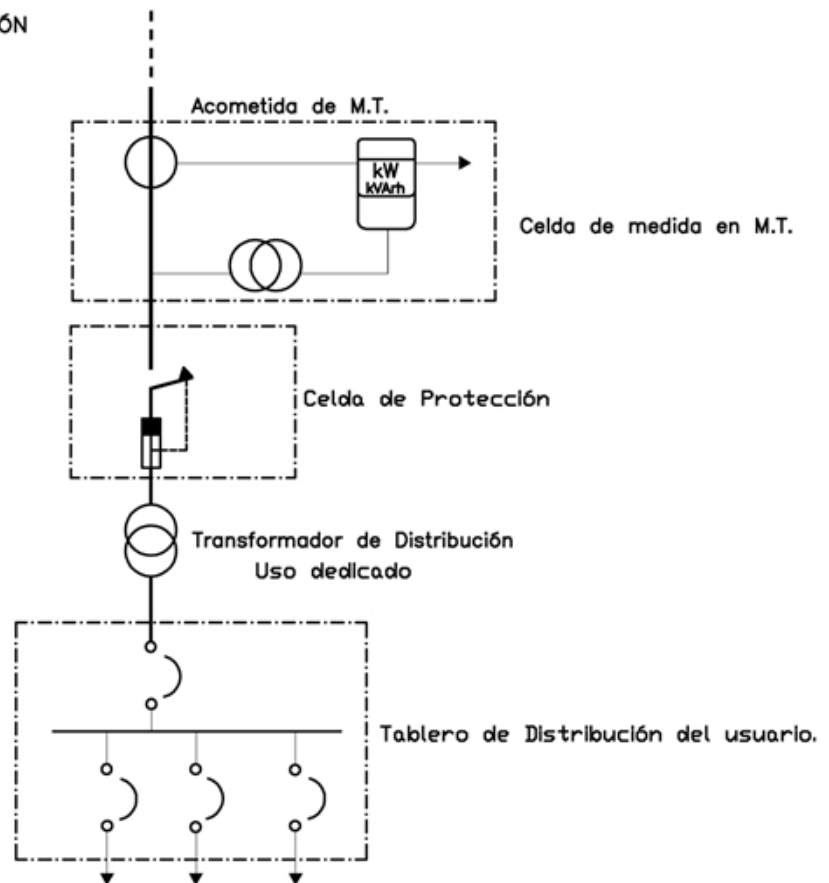 ÓN
Acometida de M.T.
kW
kVArh
Celda de medida en M.T.
Celda de Protección
Transformador de Distribución
Uso dedicado
Tablero de Distribución del usuario.